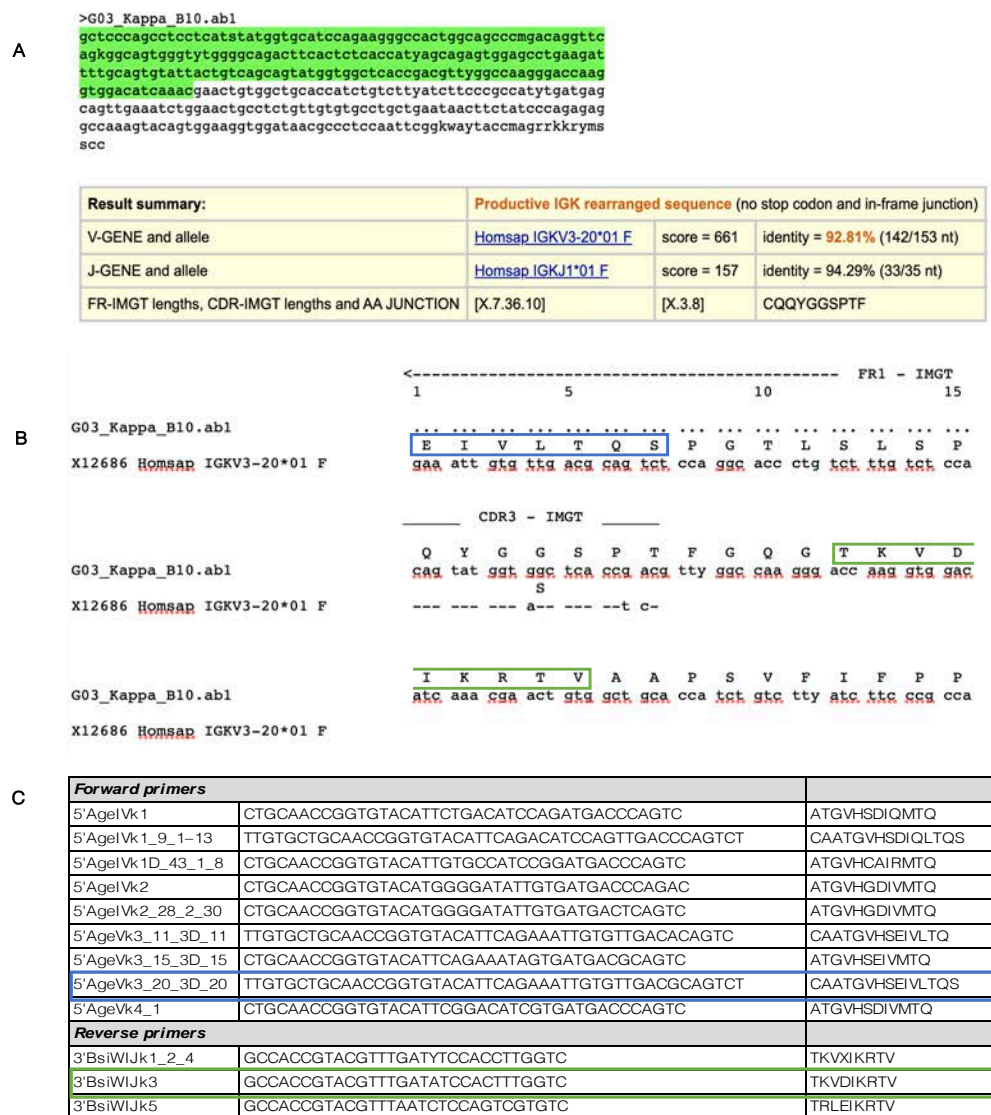 A
>G03_Kappa_B10.ab1
gctcccagcctcctcatstatggtgcatccagaagggccactggcagcccmgacaggttc
agkggcagtgggtytggggcagacttcactctcaccatyagcagagtggagcctgaagat
tttgcagtgtattactgtcagcagtatggtggctcaccgacgttyggccaagggaccaag
gtggacatcaaacgaactgtggctgcaccatctgtcttyatcttcccgccatytgatgag
cagttgaaatctggaactgcctctgttgtgtgcctgctgaataacttctatcccagagag
gccaaagtacagtggaaggtggataacgccctccaattcggkwaytaccmagrrkkryms
scc
Result summary: Productive IGK rearranged sequence (no stop codon and in-frame junction)
V-GENE and allele Homsap IGKV3-20*01 F score = 661 identity = 92.81% (142/153 nt)
J-GENE and allele Homsap IGKJ1*01 F score = 157 identity = 94.29% (33/35 nt)
FR-IMGT lengths, CDR-IMGT lengths and AA JUNCTION [X.7.36.10] [X.3.8] CQQYGGSPTF
B
<--------------------------------------------- FR1 - IMGT
1 5 10 15
G03_Kappa_B10.ab1 ... ... ... ... ... ... ... ... ... ... ... ... ... ... ...
E I V L T Q S P G T L S L S P
X12686 Homsap IGKV3-20*01 F gaa att gtg ttg acg cag tct cca ggc acc ctg tct ttg tct cca
______ CDR3 - IMGT ______
Q Y G G S P T F G Q G T K V D
G03_Kappa_B10.ab1 cag tat ggt ggc tca ccg acg tty ggc caa ggg acc aag gtg gac
S
X12686 Homsap IGKV3-20*01 F --- --- --- a-- --- --t c-
I K R T V A A P S V F I F P P
G03_Kappa_B10.ab1 atc aaa cga act gtg gct gca cca tct gtc tty atc ttc ccg cca
X12686 Homsap IGKV3-20*01 F
C
Forward primers
5'AgeIVk1 CTGCAACCGGTGTACATTCTGACATCCAGATGACCCAGTC ATGVHSDIQMTQ
5'AgeIVk1_9_1-13 TTGTGCTGCAACCGGTGTACATTCAGACATCCAGTTGACCCAGTCT CAATGVHSDIQLTQS
5'AgeIVk1D_43_1_8 CTGCAACCGGTGTACATTGTGCCATCCGGATGACCCAGTC ATGVHCAIRMTQ
5'AgeIVk2 CTGCAACCGGTGTACATGGGGATATTGTGATGACCCAGAC ATGVHGDIVMTQ
5'AgeIVk2_28_2_30 CTGCAACCGGTGTACATGGGGATATTGTGATGACTCAGTC ATGVHGDIVMTQ
5'AgeVk3_11_3D_11 TTGTGCTGCAACCGGTGTACATTCAGAAATTGTGTTGACACAGTC CAATGVHSEIVLTQ
5'AgeVk3_15_3D_15 CTGCAACCGGTGTACATTCAGAAATAGTGATGACGCAGTC ATGVHSEIVMTQ
5'AgeVk3_20_3D_20 TTGTGCTGCAACCGGTGTACATTCAGAAATTGTGTTGACGCAGTCT CAATGVHSEIVLTQS
5'AgeVk4_1 CTGCAACCGGTGTACATTCGGACATCGTGATGACCCAGTC ATGVHSDIVMTQ
Reverse primers
3'BsiWIJk1_2_4 GCCACCGTACGTTTGATYTCCACCTTGGTC TKVXIKRTV
3'BsiWIJk3 GCCACCGTACGTTTGATATCCACTTTGGTC TKVDIKRTV
3'BsiWIJk5 GCCACCGTACGTTTAATCTCCAGTCGTGTC TRLEIKRTV